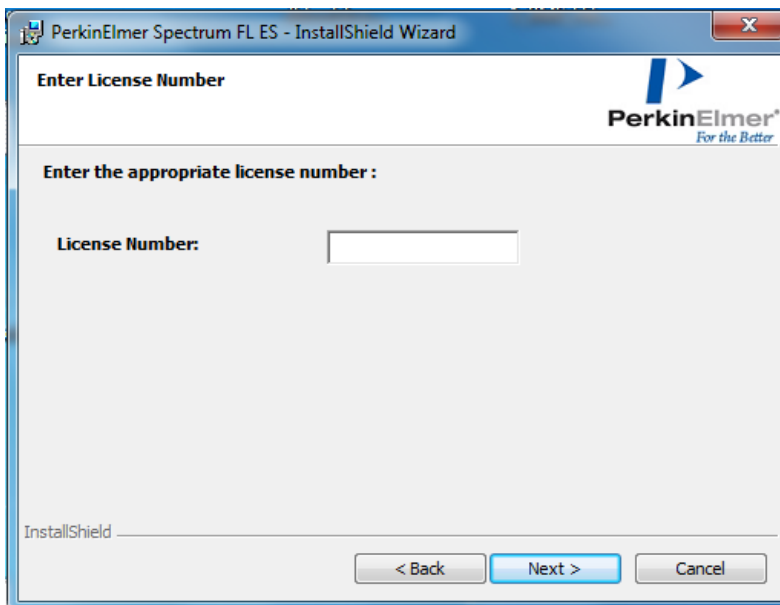 PerkinElmer Spectrum FL ES - InstallShield Wizard
Enter License Number
PerkinElmer
For the Better
Enter the appropriate license number :
License Number:
InstallShield
< Back
Next >
Cancel